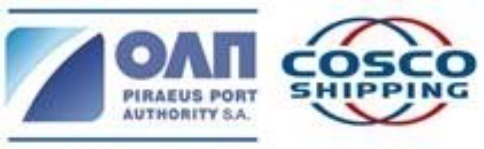 ΟΛΠ
PIRAEUS PORT
AUTHORITY S.A.
COSCO
SHIPPING